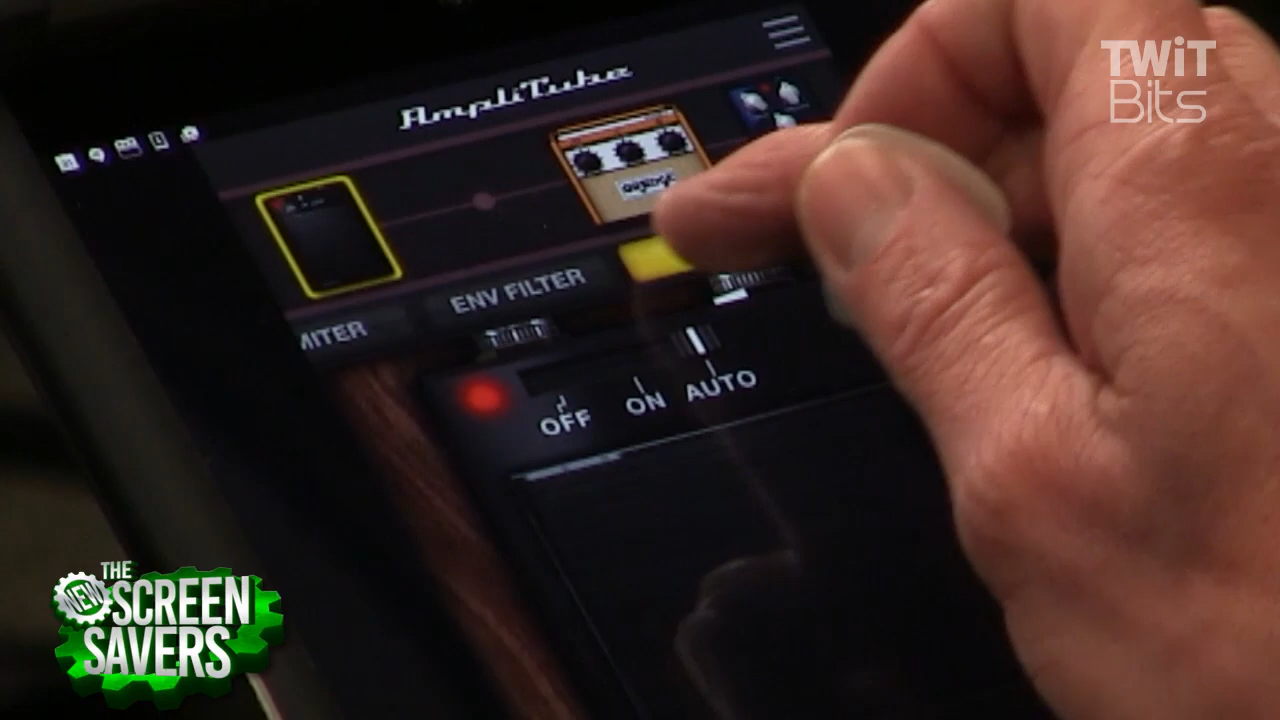 TWiT
Bits
AmpliTube
ENV FILTER
MITER
OFF
ON
AUTO
THE
NEW
SCREEN
SAVERS